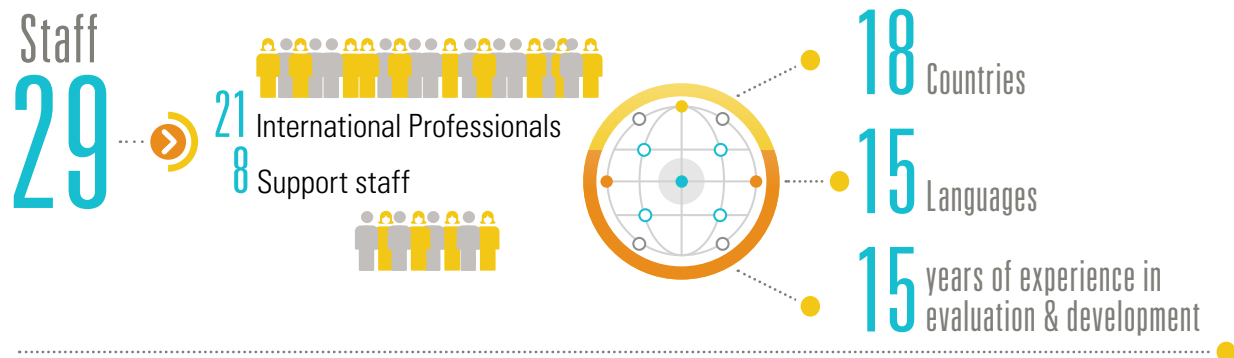 Staff
29
21 International Professionals
8 Support staff
18 Countries
15 Languages
15 years of experience in
evaluation & development